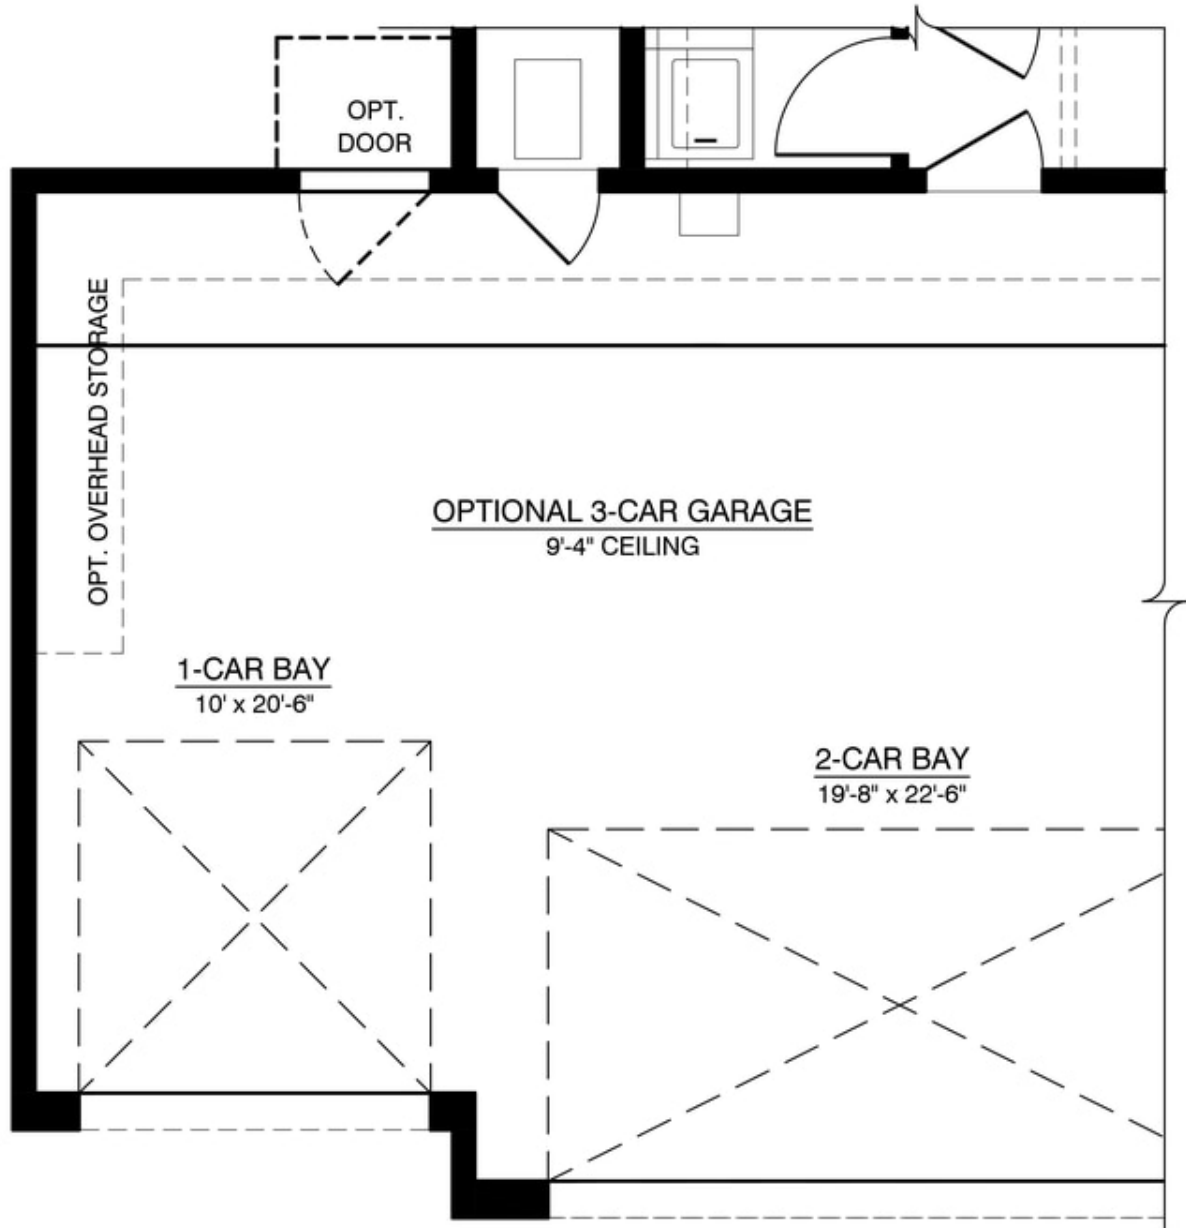 OPT.
DOOR
OPT. OVERHEAD STORAGE
OPTIONAL 3-CAR GARAGE
9'-4" CEILING
1-CAR BAY
10' x 20'-6"
2-CAR BAY
19'-8" x 22'-6"